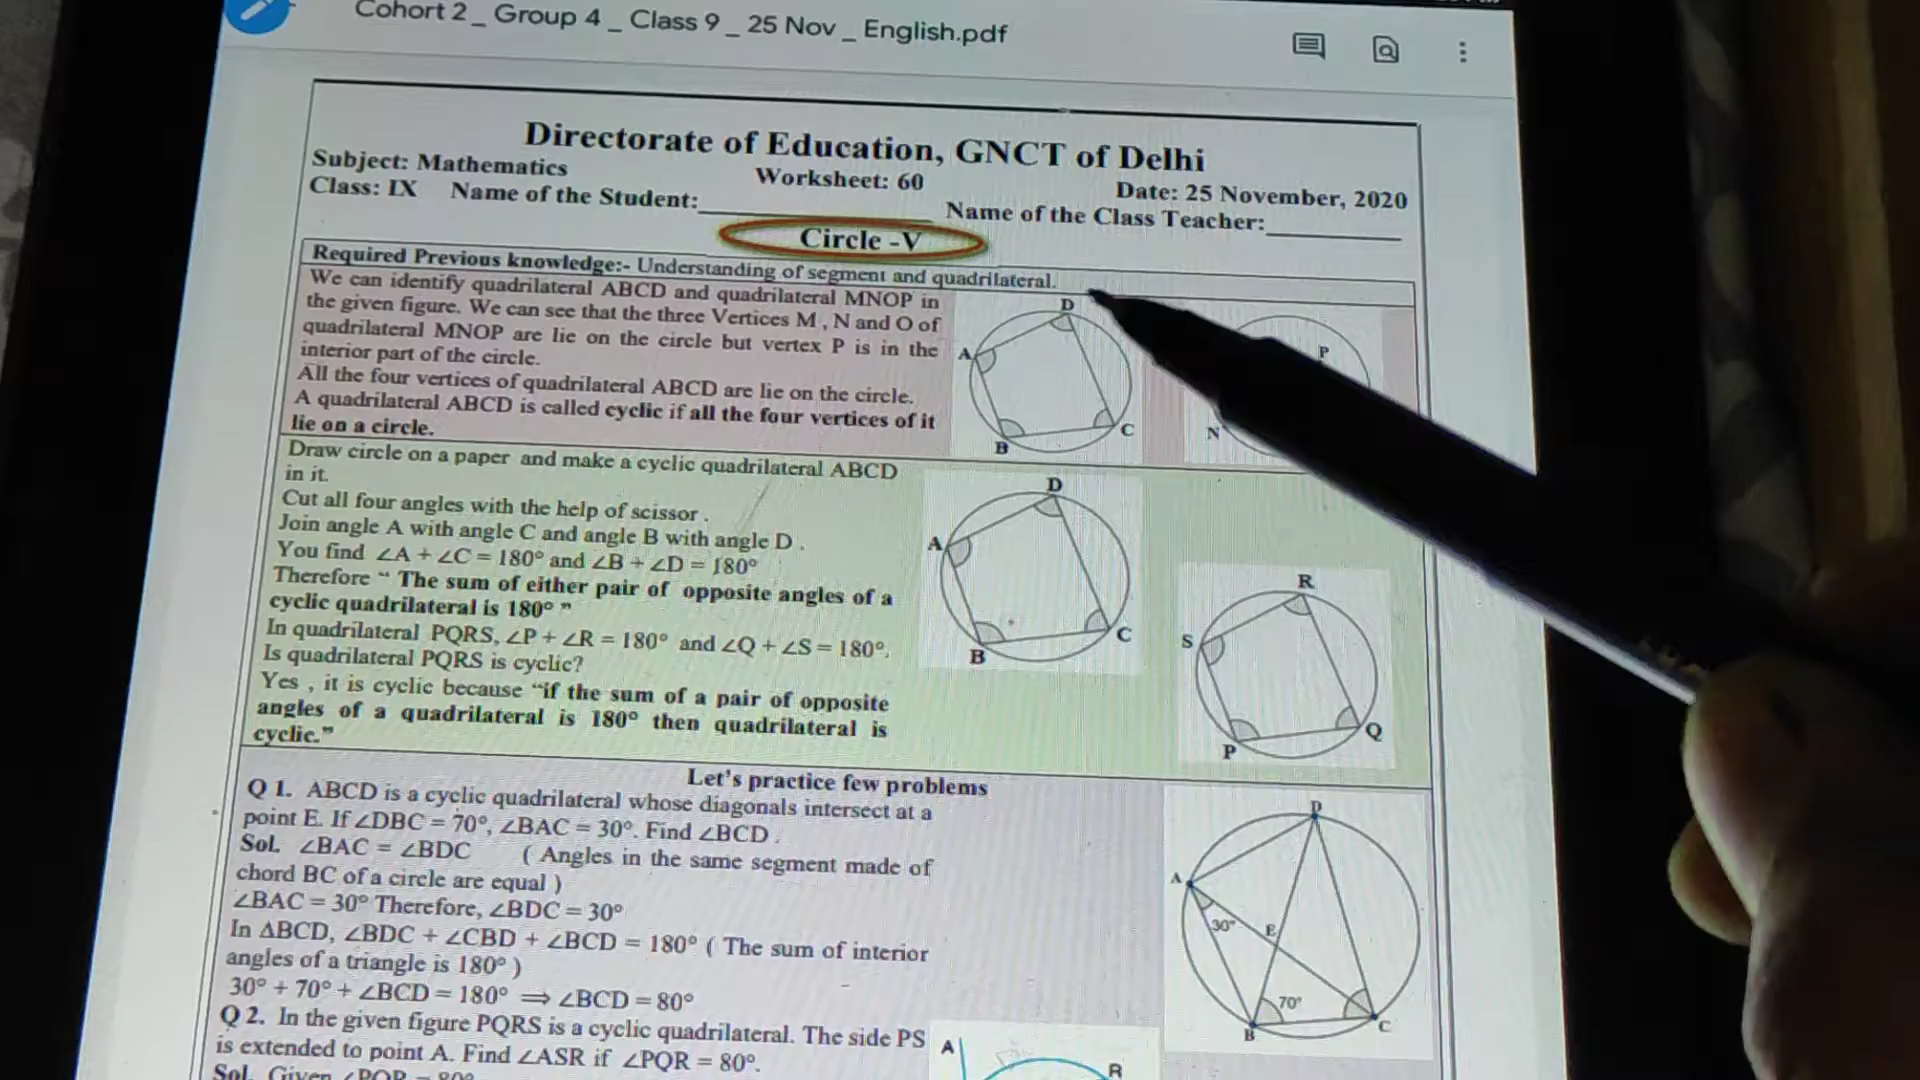 Cohort 2 _ Group 4 _ Class 9 _ 25 Nov _ English.pdf
Directorate of Education, GNCT of Delhi
Subject: Mathematics
Worksheet: 60
Date: 25 November, 2020
Class: IX Name of the Student:
Name of the Class Teacher:
Circle -V
Required Previous knowledge:- Understanding of segment and quadrilateral.
We can identify quadrilateral ABCD and quadrilateral MNOP in
the given figure. We can see that the three Vertices M , N and O of
quadrilateral MNOP are lie on the circle but vertex P is in the
interior part of the circle.
All the four vertices of quadrilateral ABCD are lie on the circle.
A quadrilateral ABCD is called cyclic if all the four vertices of it
lie on a circle.
D
A
B
C
P
N
Draw circle on a paper and make a cyclic quadrilateral ABCD
in it.
Cut all four angles with the help of scissor .
Join angle A with angle C and angle B with angle D .
You find ∠A + ∠C = 180° and ∠B + ∠D = 180°
Therefore “ The sum of either pair of opposite angles of a
cyclic quadrilateral is 180° ”
In quadrilateral PQRS, ∠P + ∠R = 180° and ∠Q + ∠S = 180°.
Is quadrilateral PQRS is cyclic?
Yes , it is cyclic because “if the sum of a pair of opposite
angles of a quadrilateral is 180° then quadrilateral is
cyclic.”
D
A
B
C
R
S
P
Q
Let’s practice few problems
Q 1. ABCD is a cyclic quadrilateral whose diagonals intersect at a
point E. If ∠DBC = 70°, ∠BAC = 30°. Find ∠BCD .
Sol. ∠BAC = ∠BDC ( Angles in the same segment made of
chord BC of a circle are equal )
∠BAC = 30° Therefore, ∠BDC = 30°
In ΔBCD, ∠BDC + ∠CBD + ∠BCD = 180° ( The sum of interior
angles of a triangle is 180° )
30° + 70° + ∠BCD = 180° ⟹ ∠BCD = 80°
D
A
30°
E
70°
B
C
Q 2. In the given figure PQRS is a cyclic quadrilateral. The side PS
is extended to point A. Find ∠ASR if ∠PQR = 80°.
Sol. Given ∠PQR = 80°
A
R